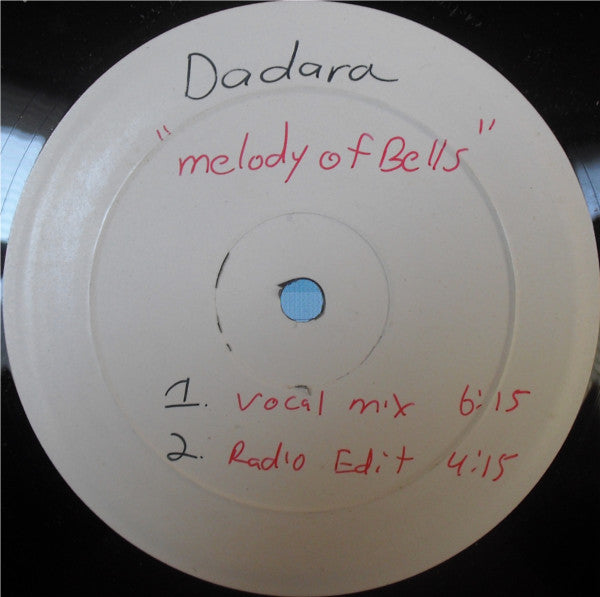 Dadara
"melody of Bells"
1. vocal mix 6:15
2. Radio Edit 4:15